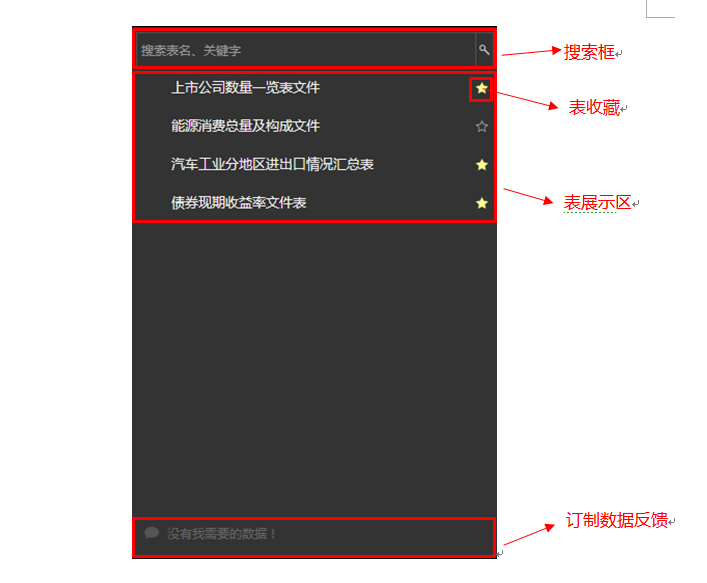 搜索表名、关键字
搜索框
上市公司数量一览表文件
表收藏
能源消费总量及构成文件
汽车工业分地区进出口情况汇总表
债券现期收益率文件表
表展示区
没有我需要的数据！
订制数据反馈